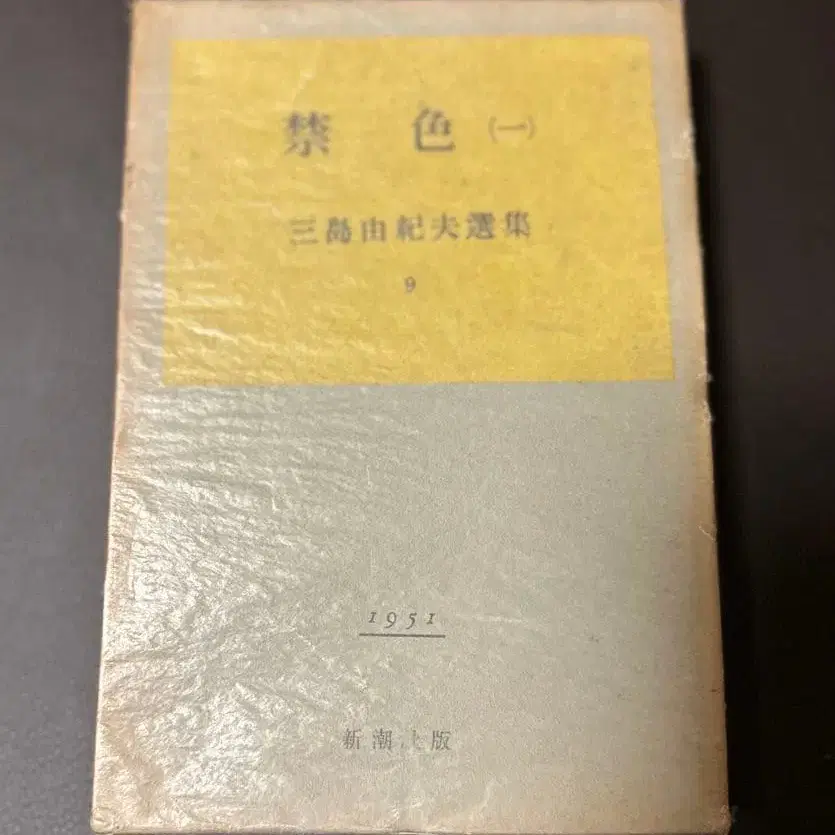 禁色 (一)
三島由紀夫選集
9
1951
新潮社版